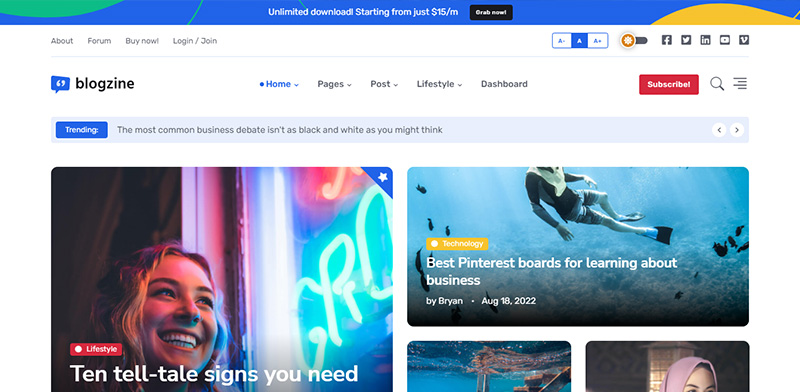 Unlimited download! Starting from just $15/m
Grab now!
About Forum Buy now! Login / Join
A- A A+
blogzine
Home Pages Post Lifestyle Dashboard
Subscribe!
Trending: The most common business debate isn't as black and white as you might think
Lifestyle
Ten tell-tale signs you need
Technology
Best Pinterest boards for learning about
business
by Bryan • Aug 18, 2022